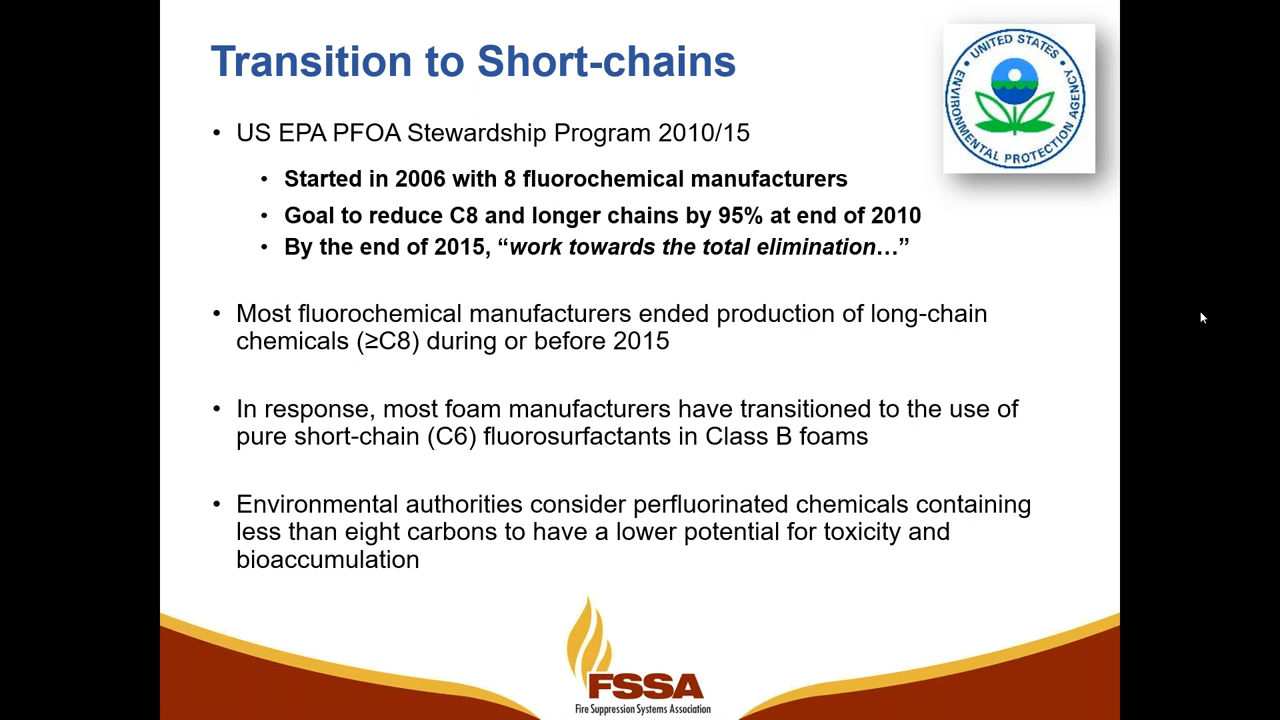 Transition to Short-chains
UNITED STATES
ENVIRONMENTAL PROTECTION AGENCY
• US EPA PFOA Stewardship Program 2010/15
• Started in 2006 with 8 fluorochemical manufacturers
• Goal to reduce C8 and longer chains by 95% at end of 2010
• By the end of 2015, “work towards the total elimination…”
• Most fluorochemical manufacturers ended production of long-chain
chemicals (≥C8) during or before 2015
• In response, most foam manufacturers have transitioned to the use of
pure short-chain (C6) fluorosurfactants in Class B foams
• Environmental authorities consider perfluorinated chemicals containing
less than eight carbons to have a lower potential for toxicity and
bioaccumulation
FSSA
Fire Suppression Systems Association